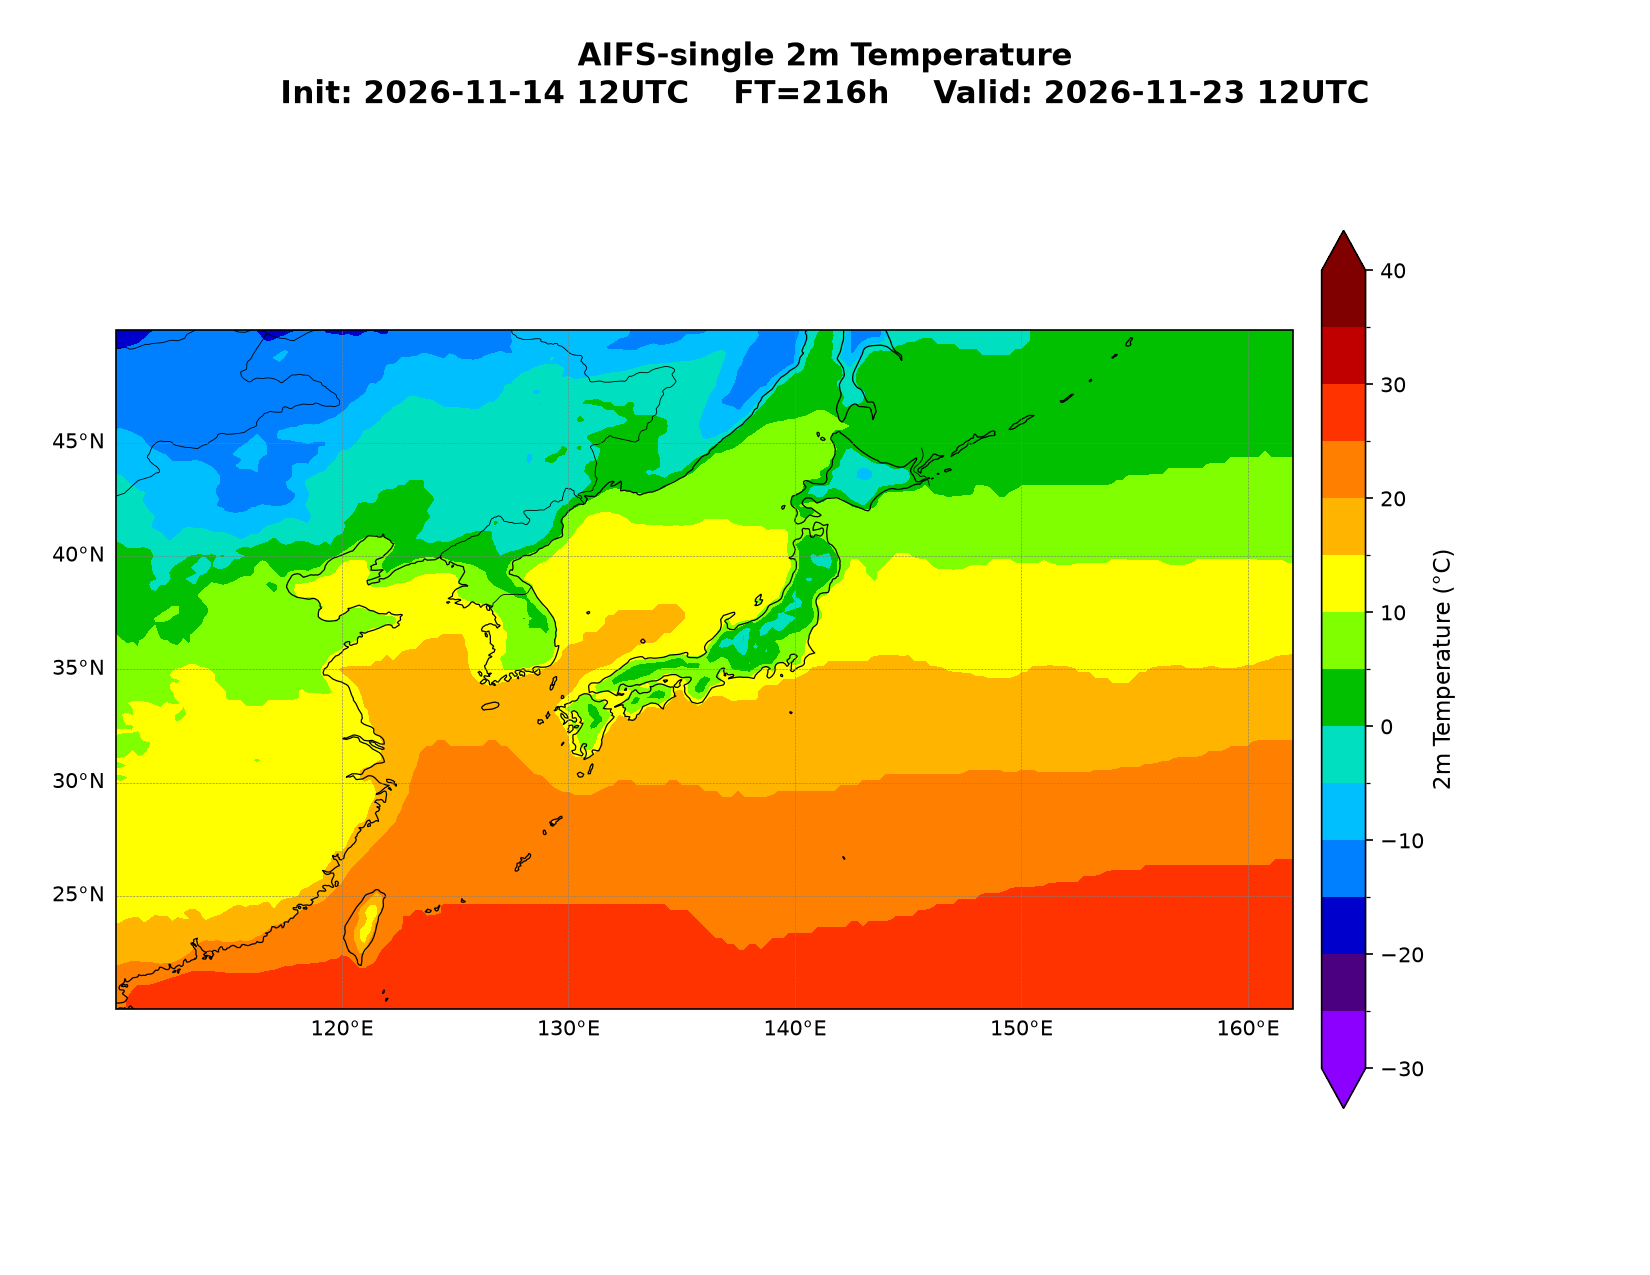 AIFS-single 2m Temperature
Init: 2026-11-14 12UTC    FT=216h    Valid: 2026-11-23 12UTC
40
30
20
10
0
−10
−20
−30
2m Temperature (°C)
45°N
40°N
35°N
30°N
25°N
120°E
130°E
140°E
150°E
160°E